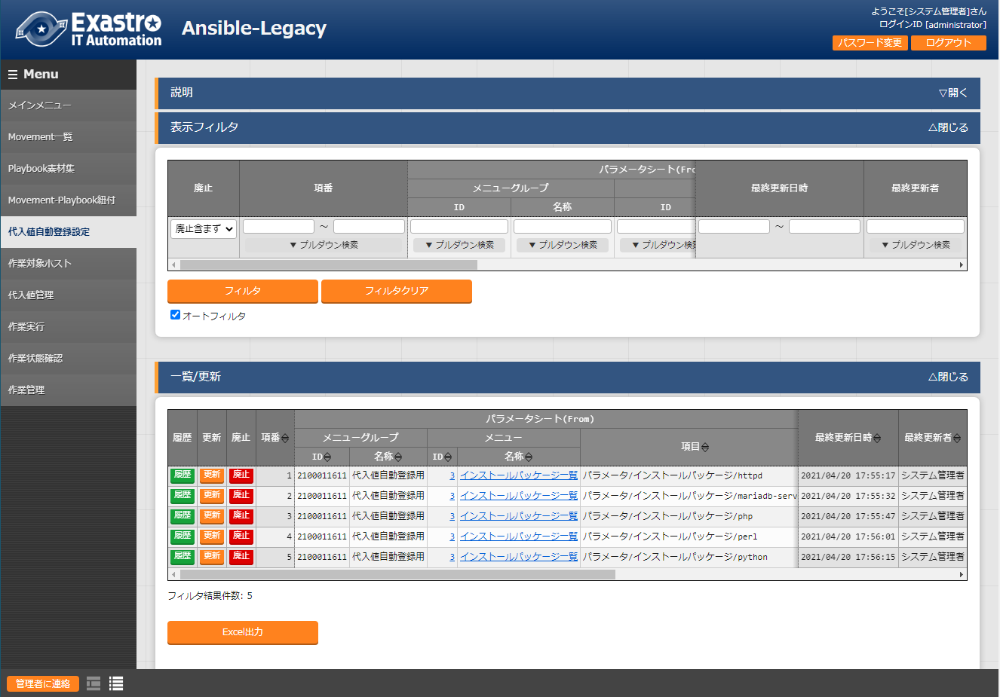 Exastro
IT Automation
Ansible-Legacy
ようこそ[システム管理者]さん
ログインID [administrator]
パスワード変更 ログアウト
Menu
メインメニュー
Movement一覧
Playbook素材集
Movement-Playbook紐付
代入値自動登録設定
作業対象ホスト
代入値管理
作業実行
作業状態確認
作業管理
説明 ▽開く
表示フィルタ △閉じる
廃止 項番 パラメータシート(Fro 最終更新日時 最終更新者
メニューグループ
ID 名称 ID
廃止含まず ～ ～
▼ プルダウン検索 ▼ プルダウン検索 ▼ プルダウン検索 ▼ プルダウン検索 ▼ プルダウン検索
フィルタ フィルタクリア
オートフィルタ
一覧/更新 △閉じる
履歴 更新 廃止 項番 パラメータシート(From) 最終更新日時 最終更新者
メニューグループ メニュー 項目
ID 名称 ID 名称
履歴 更新 廃止 1 2100011611 代入値自動登録用 3 インストールパッケージ一覧 パラメータ/インストールパッケージ/httpd 2021/04/20 17:55:17 システム管理者
履歴 更新 廃止 2 2100011611 代入値自動登録用 3 インストールパッケージ一覧 パラメータ/インストールパッケージ/mariadb-serv 2021/04/20 17:55:32 システム管理者
履歴 更新 廃止 3 2100011611 代入値自動登録用 3 インストールパッケージ一覧 パラメータ/インストールパッケージ/php 2021/04/20 17:55:47 システム管理者
履歴 更新 廃止 4 2100011611 代入値自動登録用 3 インストールパッケージ一覧 パラメータ/インストールパッケージ/perl 2021/04/20 17:56:01 システム管理者
履歴 更新 廃止 5 2100011611 代入値自動登録用 3 インストールパッケージ一覧 パラメータ/インストールパッケージ/python 2021/04/20 17:56:15 システム管理者
フィルタ結果件数: 5
Excel出力
管理者に連絡